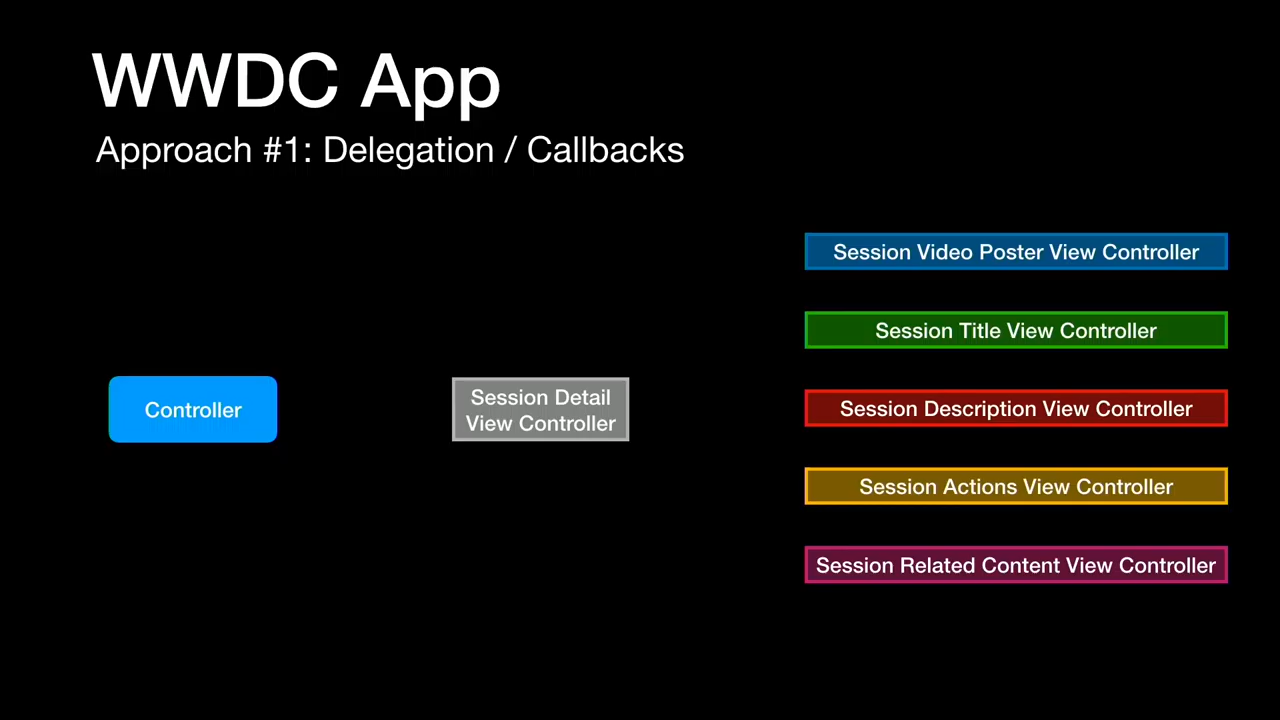 WWDC App
Approach #1: Delegation / Callbacks
Session Video Poster View Controller
Session Title View Controller
Controller
Session Detail
View Controller
Session Description View Controller
Session Actions View Controller
Session Related Content View Controller